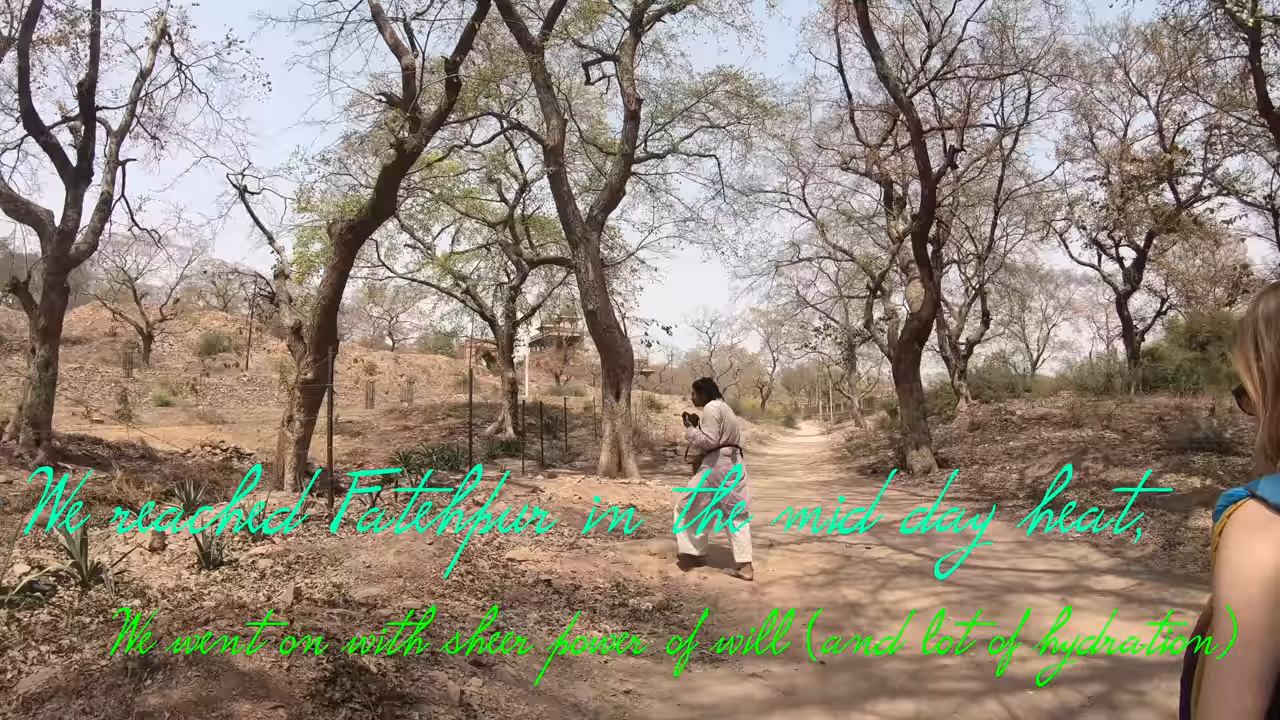 We reached Fatehpur in the mid day heat,
We went on with sheer power of will (and lot of hydration)